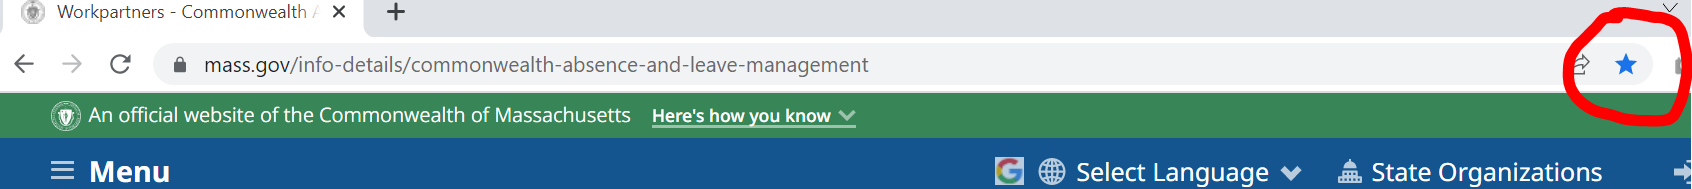 Workpartners - Commonwealth
mass.gov/info-details/commonwealth-absence-and-leave-management
An official website of the Commonwealth of Massachusetts Here's how you know
Menu Select Language State Organizations